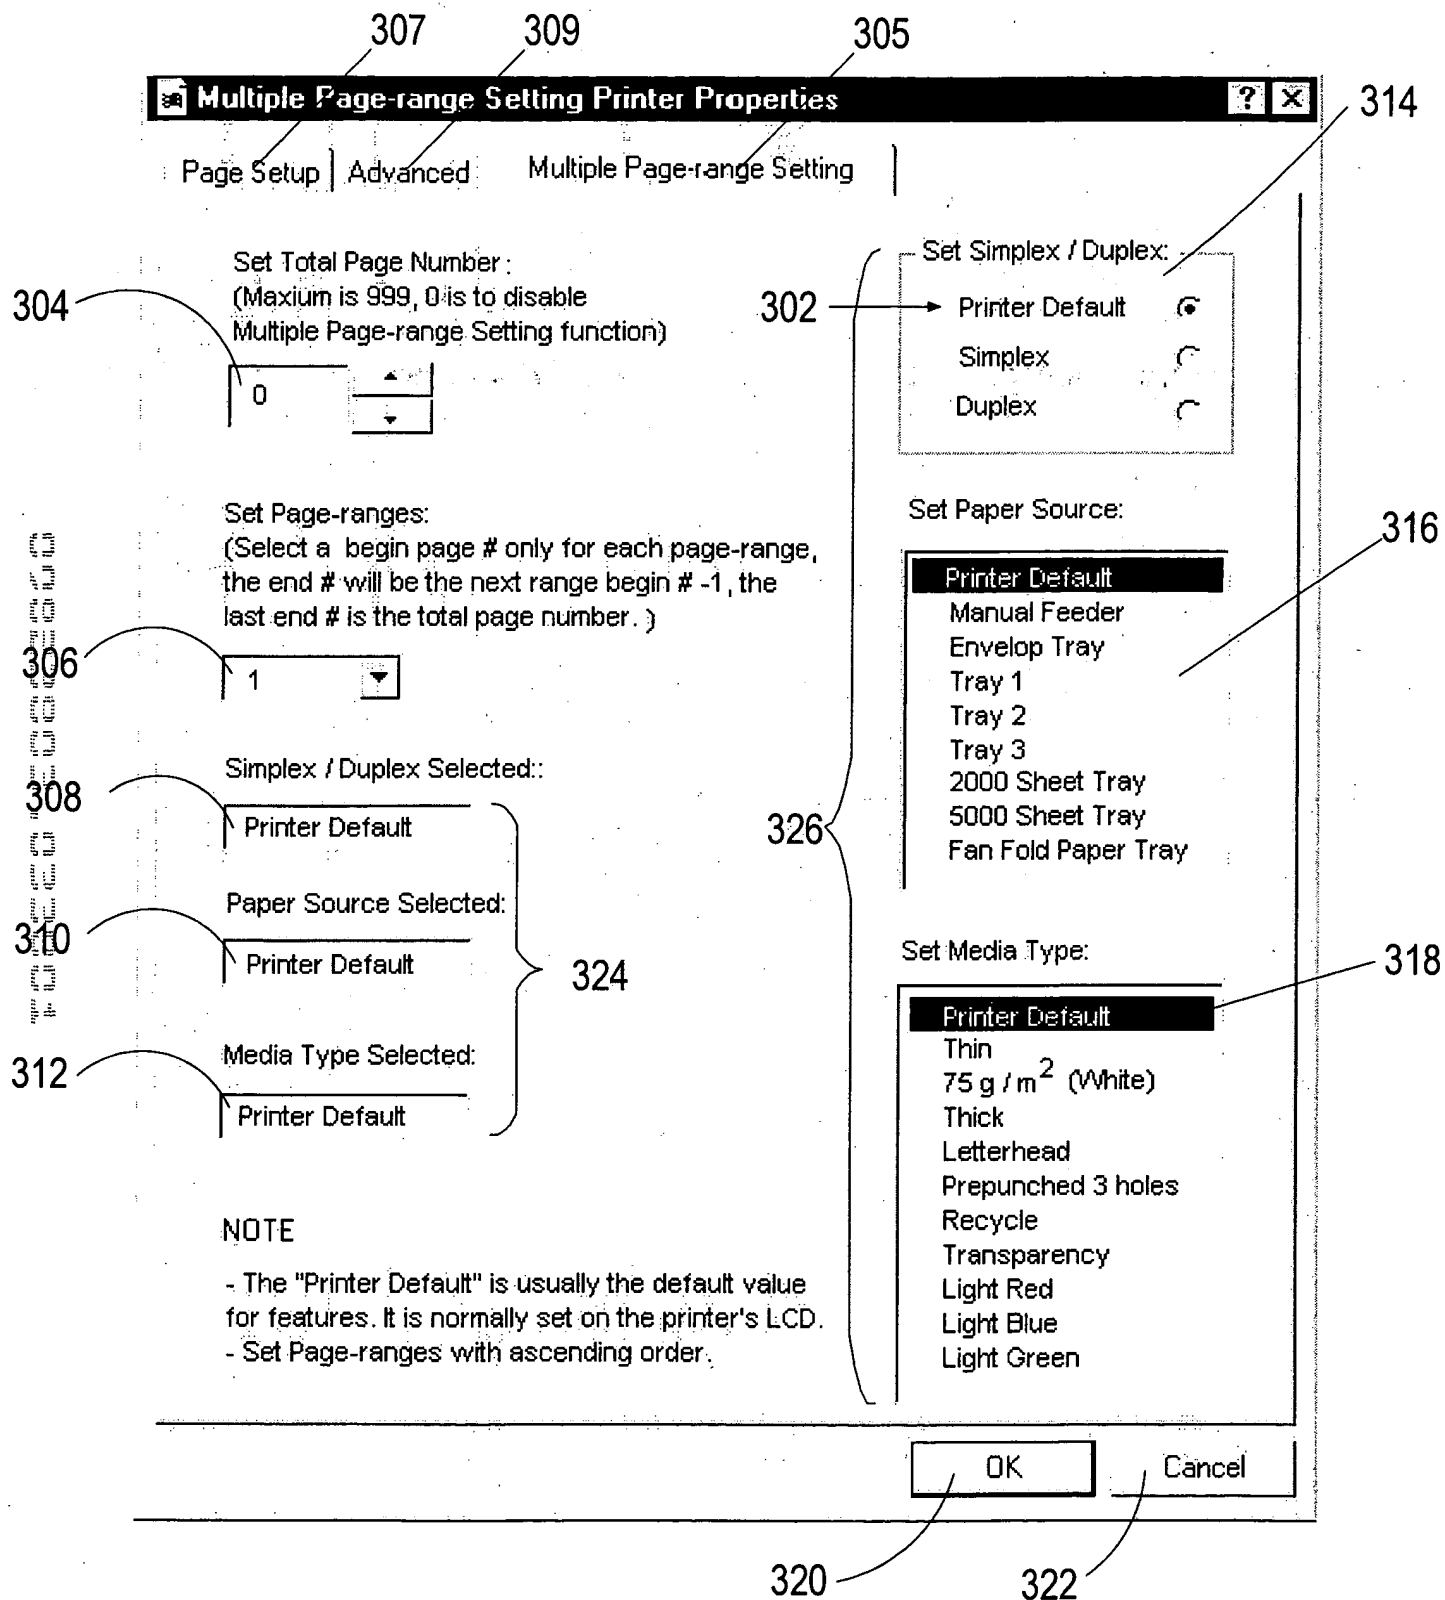 307 309 305
Multiple Page-range Setting Printer Properties ? X
314
Page Setup Advanced Multiple Page-range Setting
Set Total Page Number:
(Maxium is 999, 0 is to disable
Multiple Page-range Setting function)
304
0
Set Page-ranges:
(Select a begin page # only for each page-range,
the end # will be the next range begin # -1, the
last end # is the total page number. )
306
1
Simplex / Duplex Selected::
308
Printer Default
Paper Source Selected:
310
Printer Default
324
Media Type Selected:
312
Printer Default
NOTE
- The "Printer Default" is usually the default value
for features. It is normally set on the printer's LCD.
- Set Page-ranges with ascending order.
326
Set Simplex / Duplex:
302
Printer Default
Simplex
Duplex
Set Paper Source:
316
Printer Default
Manual Feeder
Envelop Tray
Tray 1
Tray 2
Tray 3
2000 Sheet Tray
5000 Sheet Tray
Fan Fold Paper Tray
Set Media Type:
318
Printer Default
Thin
75 g / m² (White)
Thick
Letterhead
Prepunched 3 holes
Recycle
Transparency
Light Red
Light Blue
Light Green
OK Cancel
320 322